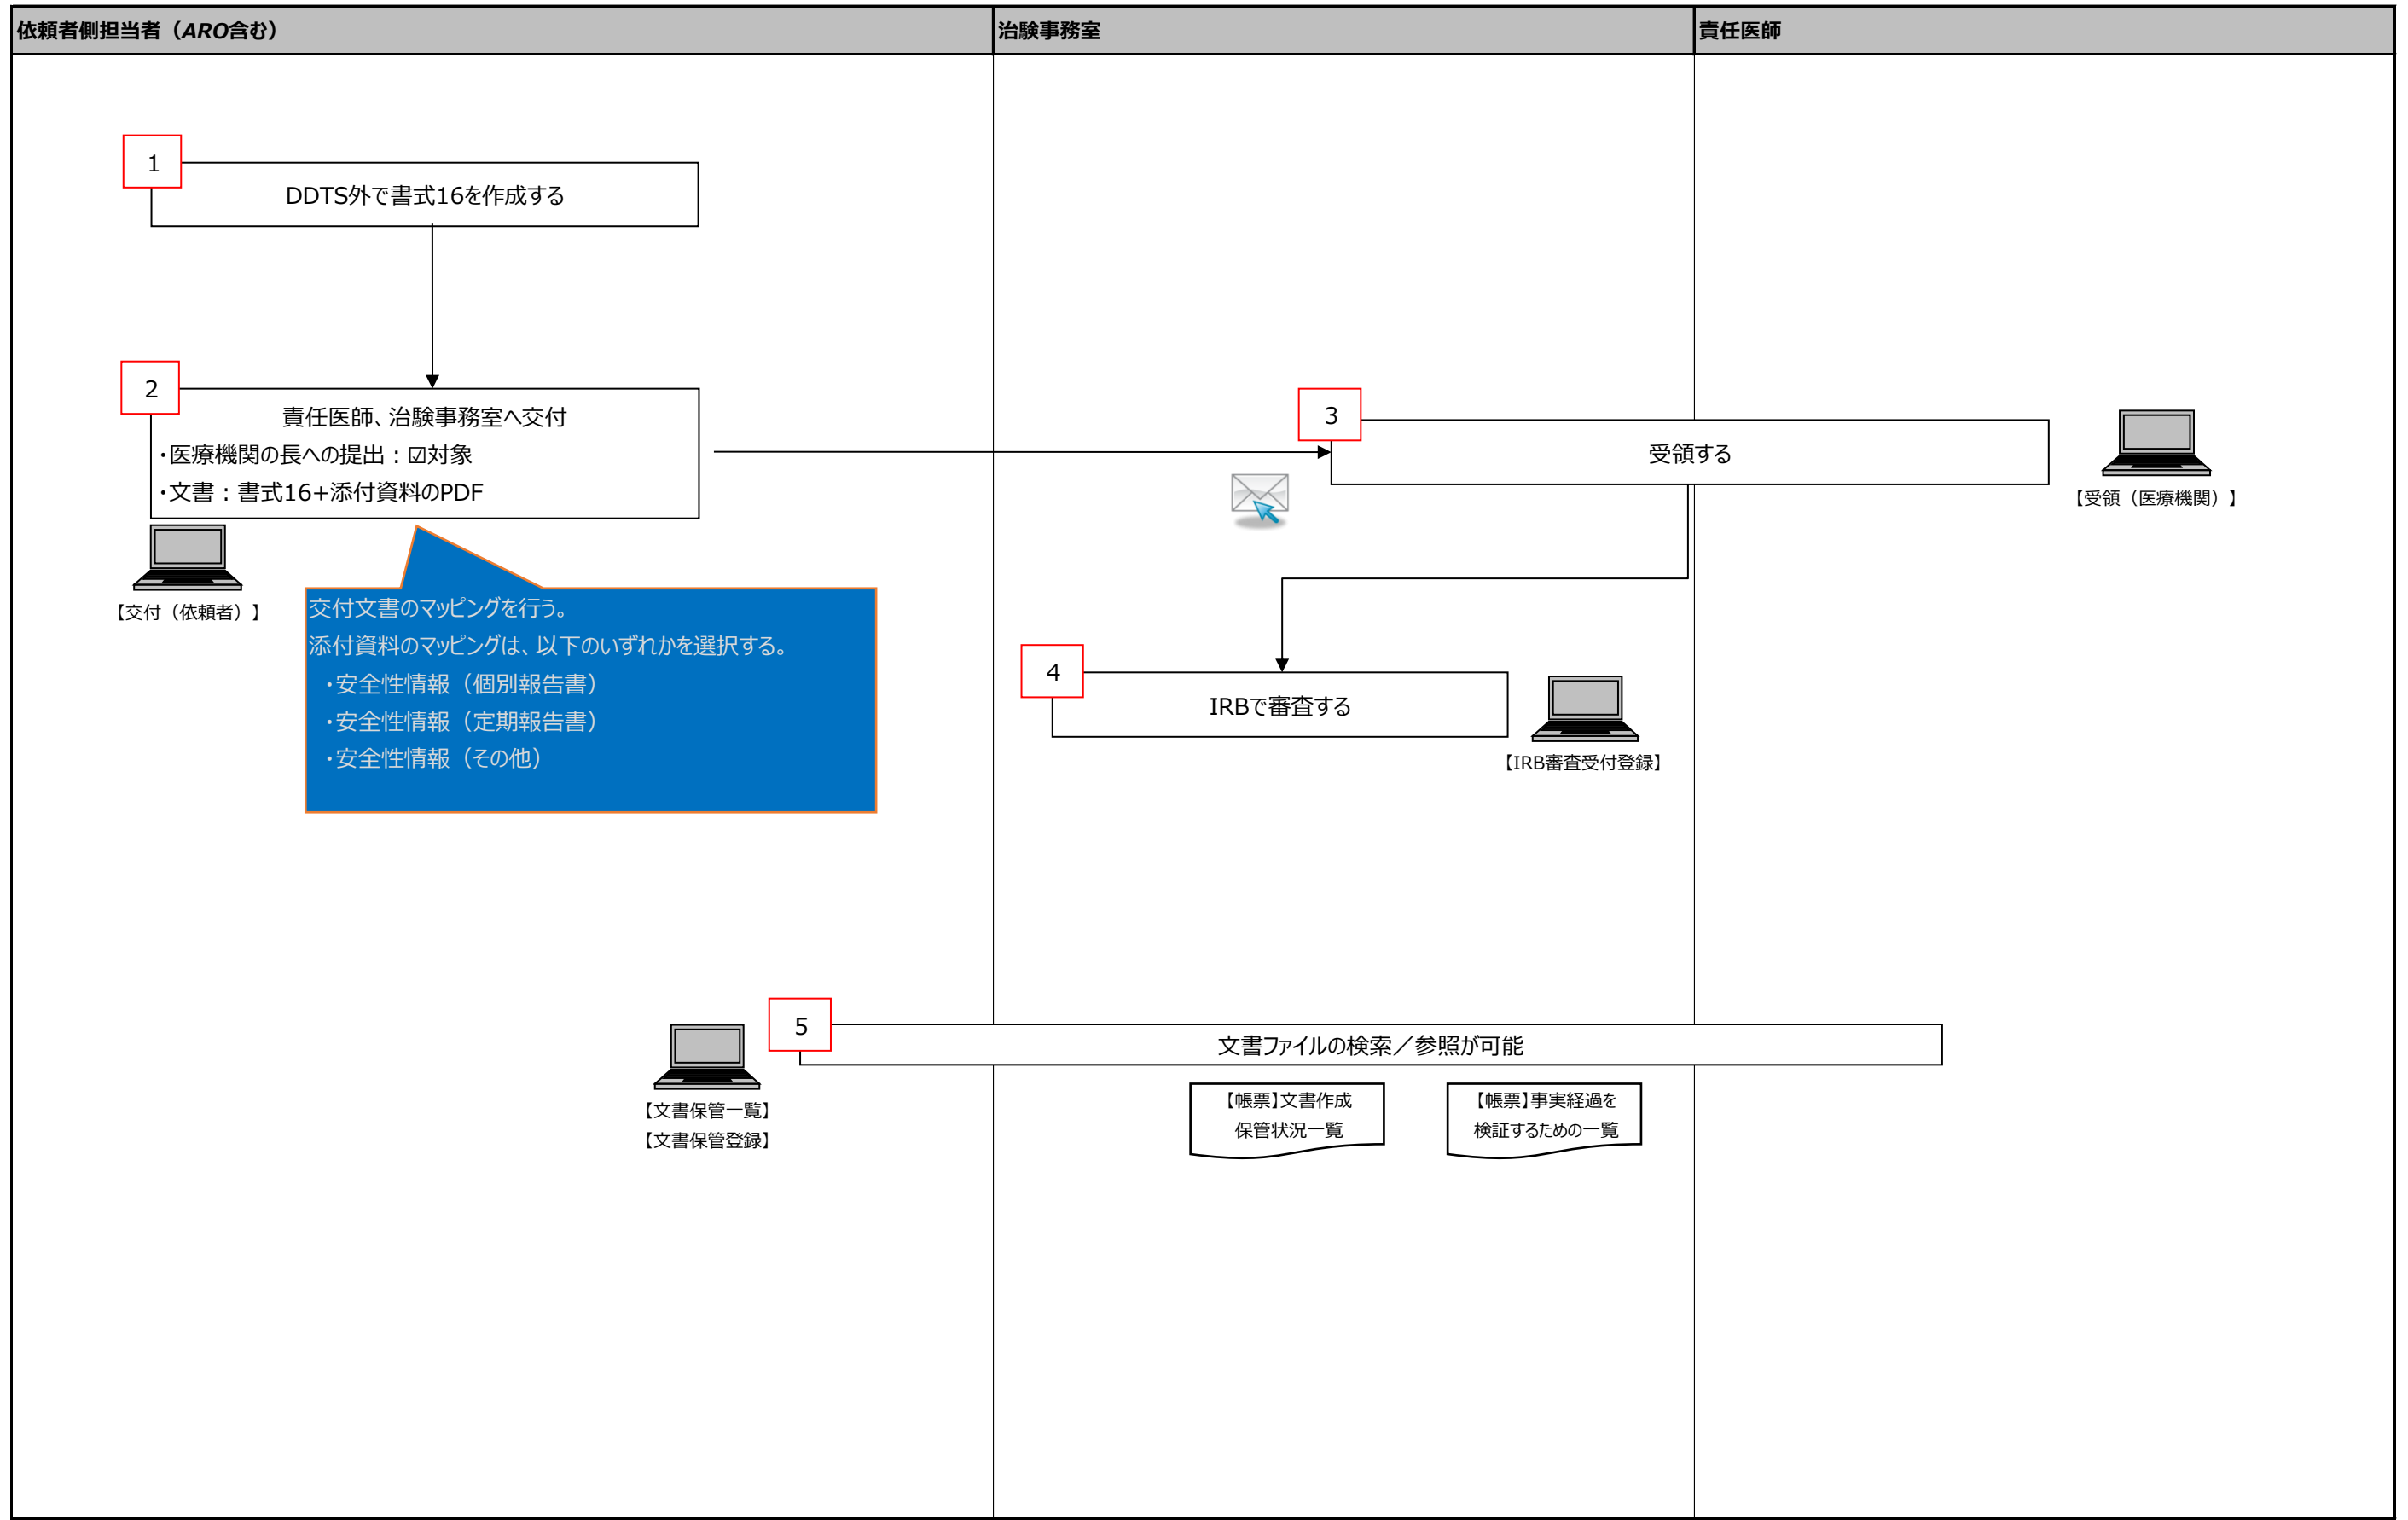 依頼者側担当者（ARO含む）
治験事務室
責任医師
1
DDTS外で書式16を作成する
2
責任医師、治験事務室へ交付
・医療機関の長への提出：☑対象
・文書：書式16+添付資料のPDF
【交付（依頼者）】
交付文書のマッピングを行う。
添付資料のマッピングは、以下のいずれかを選択する。
・安全性情報（個別報告書）
・安全性情報（定期報告書）
・安全性情報（その他）
3
受領する
【受領（医療機関）】
4
IRBで審査する
【IRB審査受付登録】
5
文書ファイルの検索／参照が可能
【文書保管一覧】
【文書保管登録】
【帳票】文書作成
保管状況一覧
【帳票】事実経過を
検証するための一覧